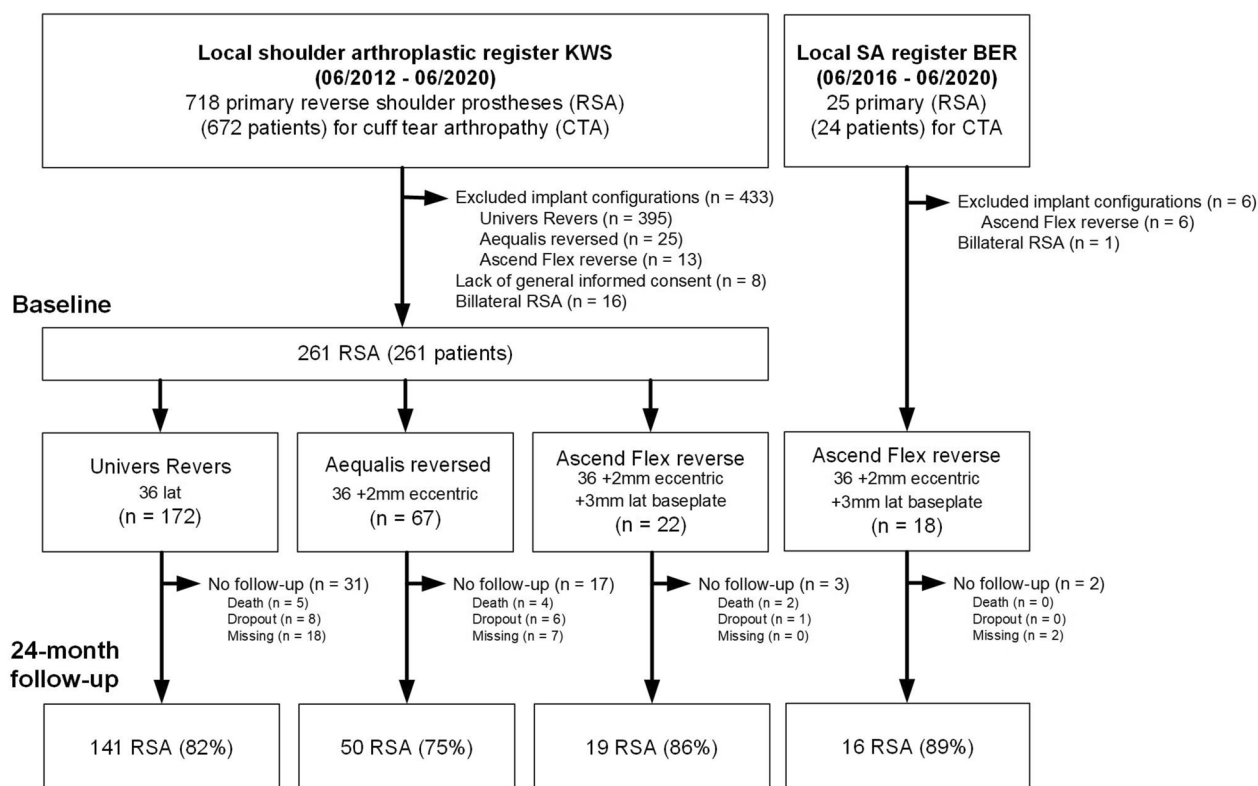 Local shoulder arthroplastic register KWS
(06/2012 - 06/2020)
718 primary reverse shoulder prostheses (RSA)
(672 patients) for cuff tear arthropathy (CTA)
Local SA register BER
(06/2016 - 06/2020)
25 primary (RSA)
(24 patients) for CTA
Excluded implant configurations (n = 433)
Univers Revers (n = 395)
Aequalis reversed (n = 25)
Ascend Flex reverse (n = 13)
Lack of general informed consent (n = 8)
Billateral RSA (n = 16)
Excluded implant configurations (n = 6)
Ascend Flex reverse (n = 6)
Billateral RSA (n = 1)
Baseline
261 RSA (261 patients)
Univers Revers
36 lat
(n = 172)
Aequalis reversed
36 +2mm eccentric
(n = 67)
Ascend Flex reverse
36 +2mm eccentric
+3mm lat baseplate
(n = 22)
Ascend Flex reverse
36 +2mm eccentric
+3mm lat baseplate
(n = 18)
No follow-up (n = 31)
Death (n = 5)
Dropout (n = 8)
Missing (n = 18)
No follow-up (n = 17)
Death (n = 4)
Dropout (n = 6)
Missing (n = 7)
No follow-up (n = 3)
Death (n = 2)
Dropout (n = 1)
Missing (n = 0)
No follow-up (n = 2)
Death (n = 0)
Dropout (n = 0)
Missing (n = 2)
24-month
follow-up
141 RSA (82%)
50 RSA (75%)
19 RSA (86%)
16 RSA (89%)